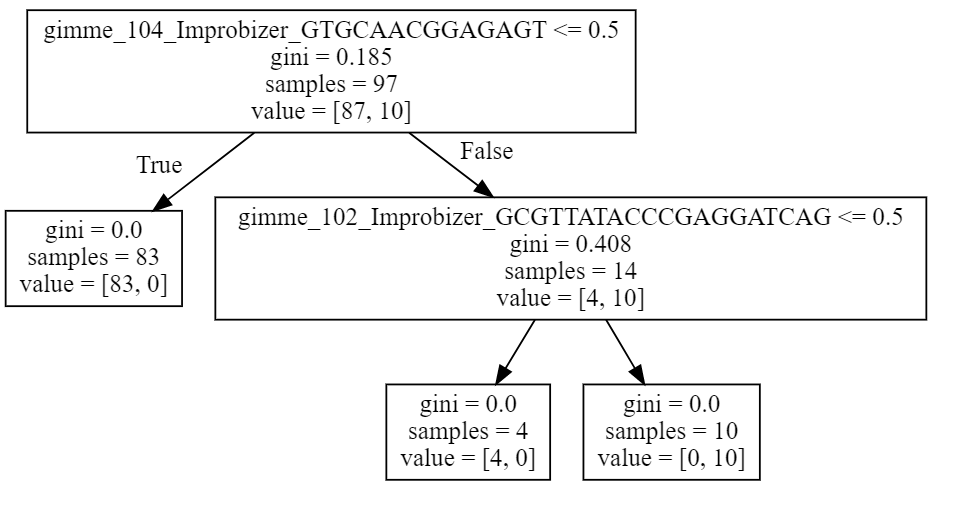 gimme_104_Improbizer_GTGCAACGGAGAGT <= 0.5
gini = 0.185
samples = 97
value = [87, 10]
True
False
gini = 0.0
samples = 83
value = [83, 0]
gimme_102_Improbizer_GCGTTATACCCGAGGATCAG <= 0.5
gini = 0.408
samples = 14
value = [4, 10]
gini = 0.0
samples = 4
value = [4, 0]
gini = 0.0
samples = 10
value = [0, 10]